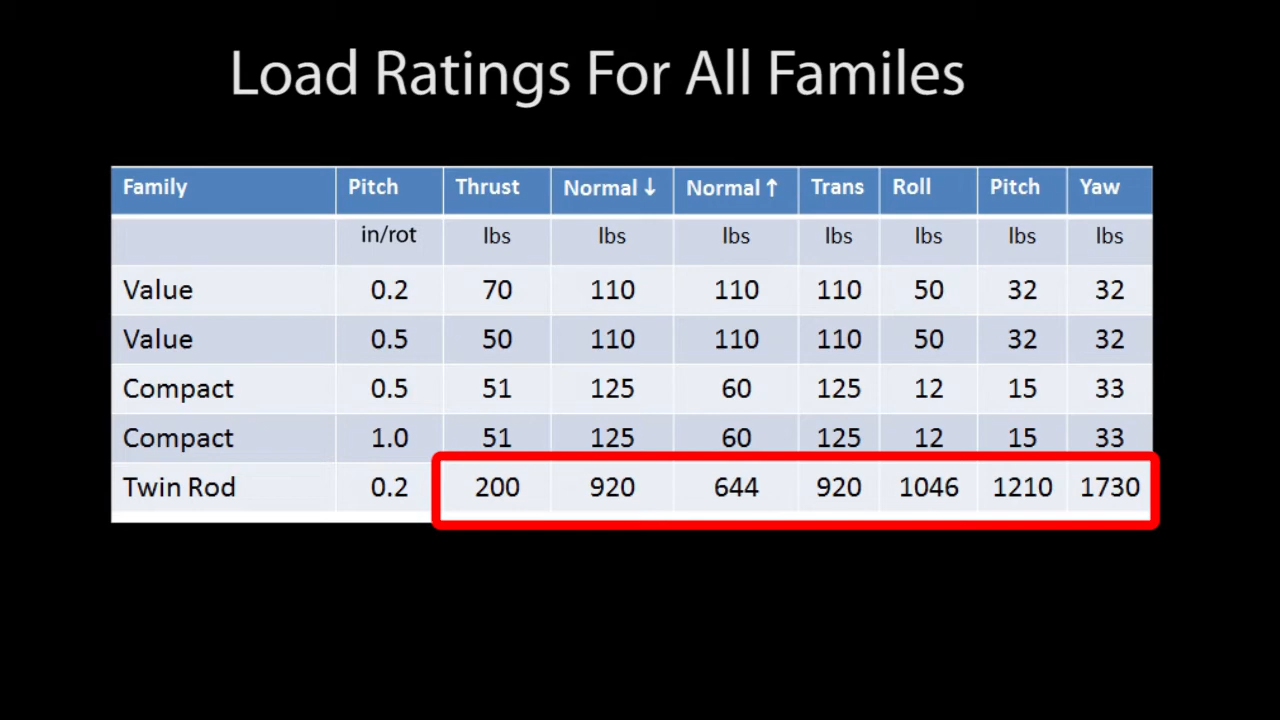 Load Ratings For All Familes
Family Pitch Thrust Normal ↓ Normal ↑ Trans Roll Pitch Yaw
in/rot lbs lbs lbs lbs lbs lbs lbs
Value 0.2 70 110 110 110 50 32 32
Value 0.5 50 110 110 110 50 32 32
Compact 0.5 51 125 60 125 12 15 33
Compact 1.0 51 125 60 125 12 15 33
Twin Rod 0.2 200 920 644 920 1046 1210 1730